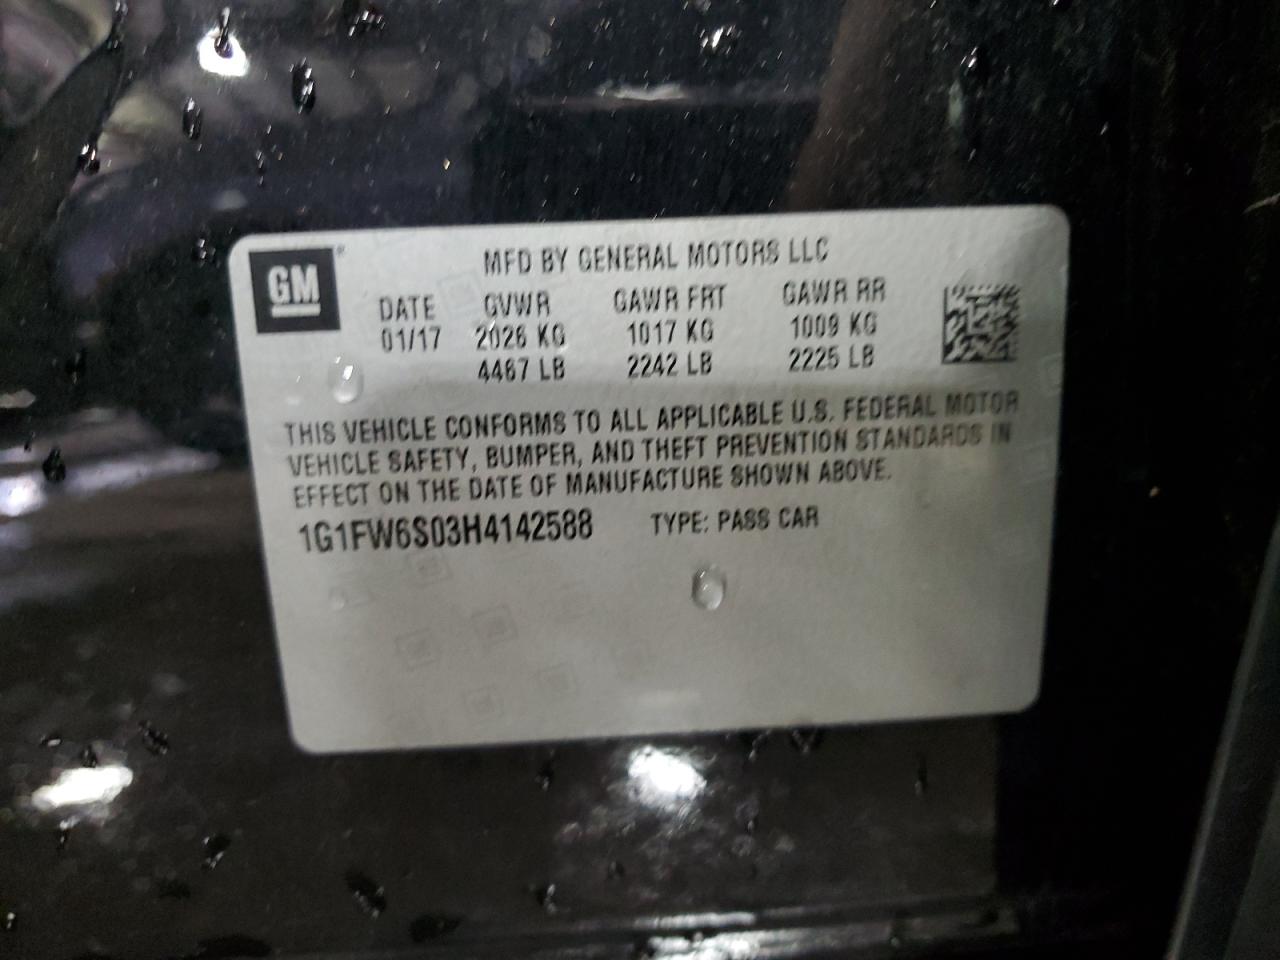 GM
MFD BY GENERAL MOTORS LLC
DATE GVWR GAWR FRT GAWR RR
01/17 2026 KG 1017 KG 1009 KG
4467 LB 2242 LB 2225 LB
THIS VEHICLE CONFORMS TO ALL APPLICABLE U.S. FEDERAL MOTOR
VEHICLE SAFETY, BUMPER, AND THEFT PREVENTION STANDARDS IN
EFFECT ON THE DATE OF MANUFACTURE SHOWN ABOVE.
1G1FW6S03H4142588 TYPE: PASS CAR